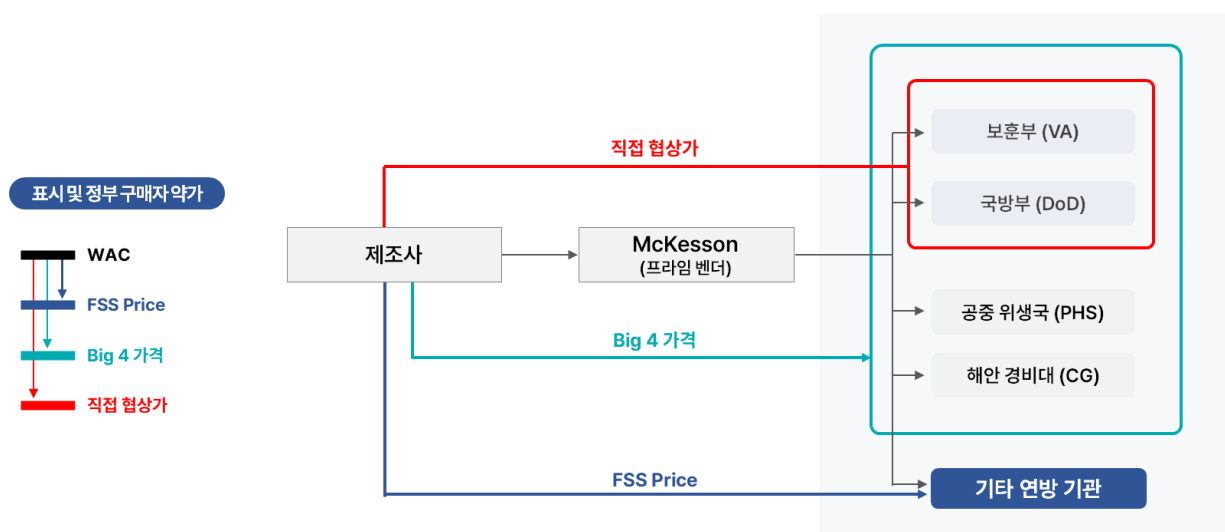 표시 및 정부 구매자 약가
WAC
FSS Price
Big 4 가격
직접 협상가
직접 협상가
제조사
McKesson
(프라임 벤더)
Big 4 가격
FSS Price
보훈부 (VA)
국방부 (DoD)
공중 위생국 (PHS)
해안 경비대 (CG)
기타 연방 기관